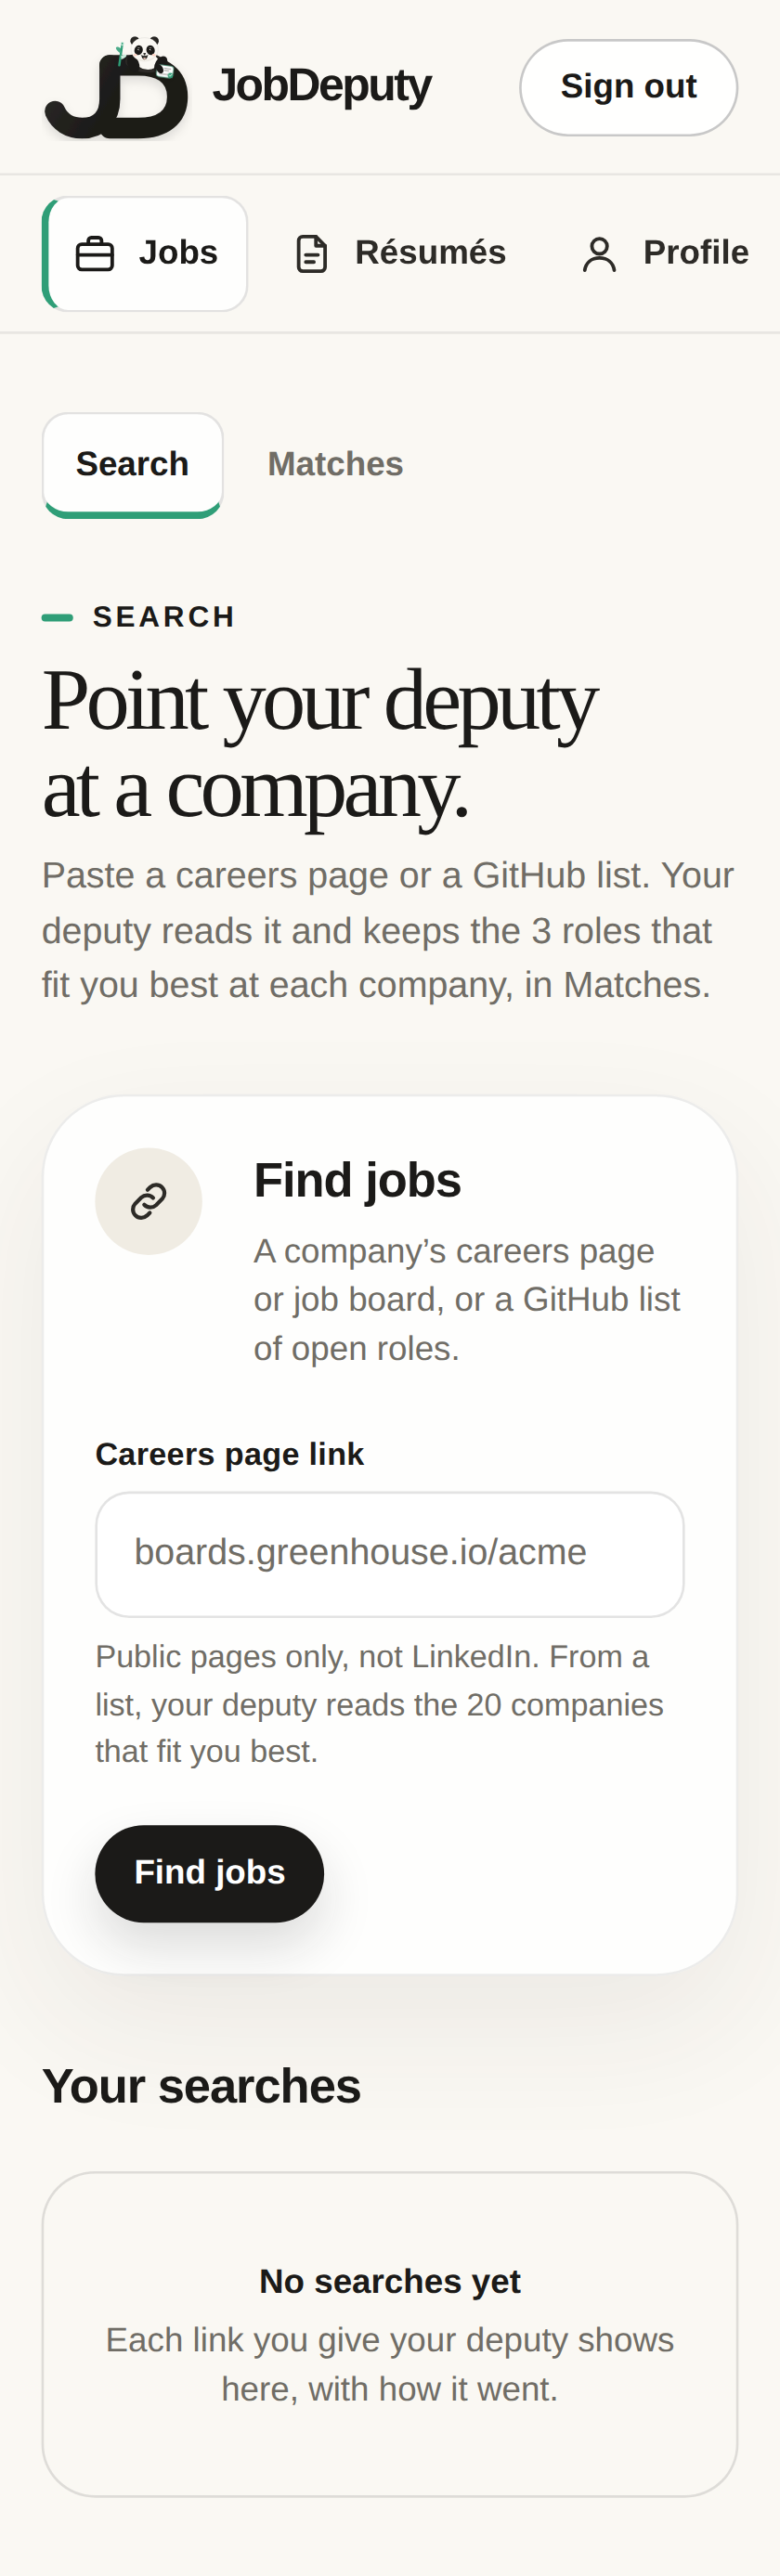 JobDeputy
Sign out
Jobs
Résumés
Profile
Search
Matches
SEARCH
Point your deputy
at a company.
Paste a careers page or a GitHub list. Your
deputy reads it and keeps the 3 roles that
fit you best at each company, in Matches.
Find jobs
A company’s careers page
or job board, or a GitHub list
of open roles.
Careers page link
boards.greenhouse.io/acme
Public pages only, not LinkedIn. From a
list, your deputy reads the 20 companies
that fit you best.
Find jobs
Your searches
No searches yet
Each link you give your deputy shows
here, with how it went.